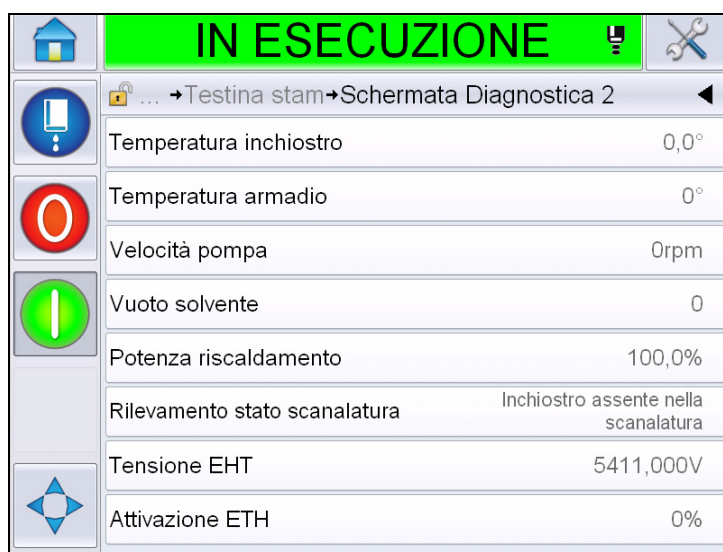 IN ESECUZIONE
... →Testina stam→Schermata Diagnostica 2
Temperatura inchiostro 0,0°
Temperatura armadio 0°
Velocità pompa 0rpm
Vuoto solvente 0
Potenza riscaldamento 100,0%
Rilevamento stato scanalatura Inchiostro assente nella
scanalatura
Tensione EHT 5411,000V
Attivazione ETH 0%